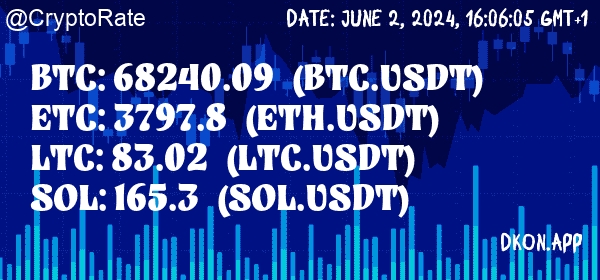 @CryptoRate
DATE: JUNE 2, 2024, 16:06:05 GMT+1
BTC: 68240.09 (BTC.USDT)
ETC: 3797.8 (ETH.USDT)
LTC: 83.02 (LTC.USDT)
SOL: 165.3 (SOL.USDT)
DKON.APP